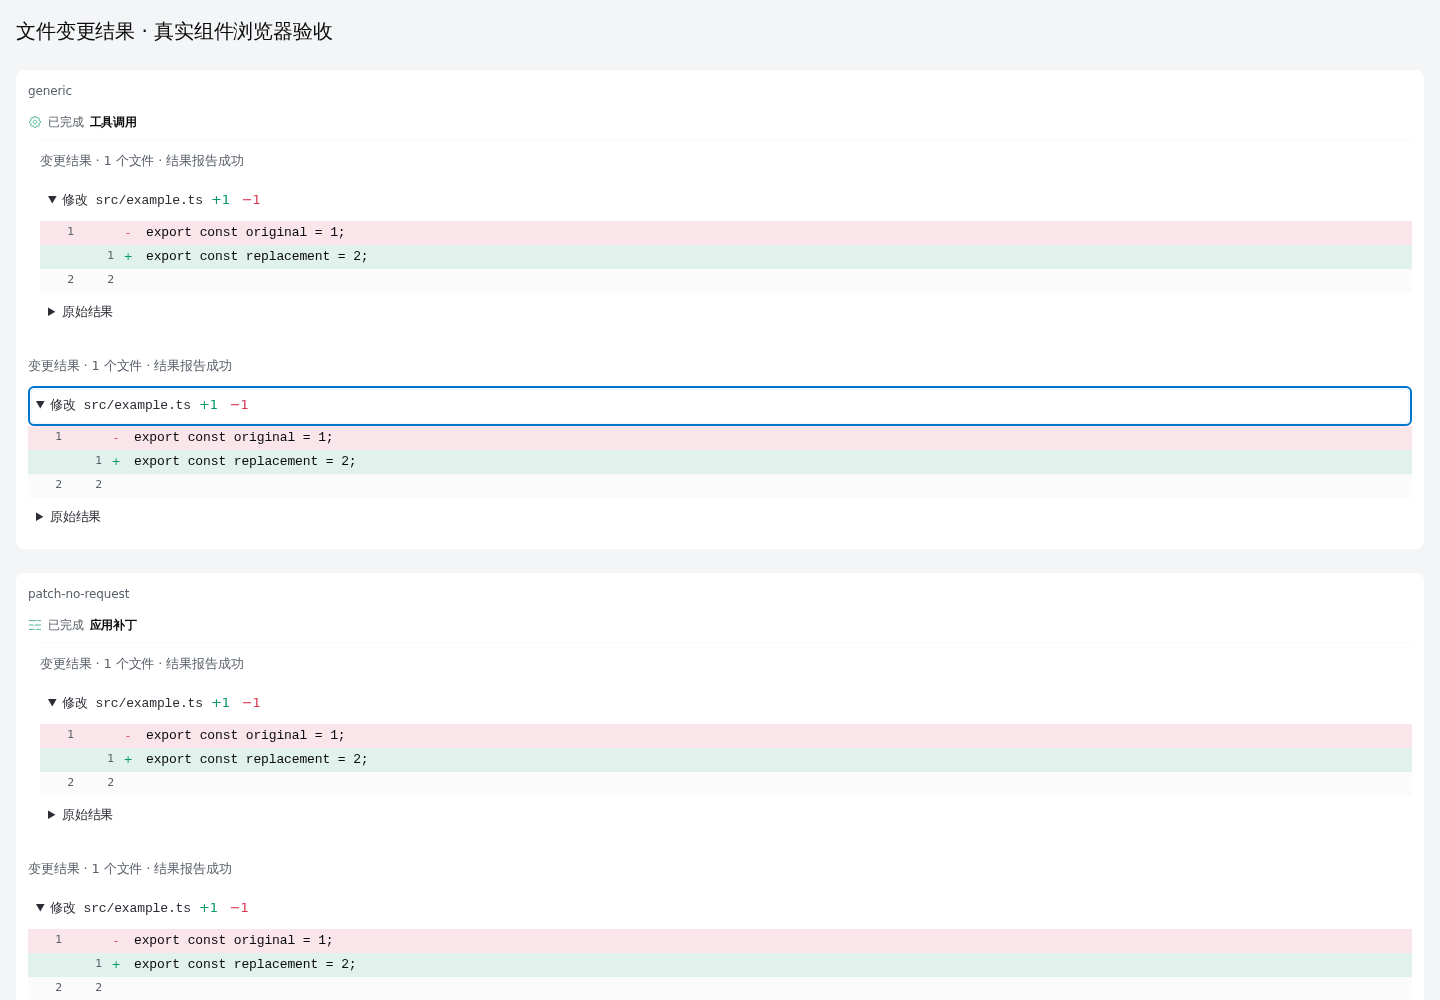 文件变更结果 · 真实组件浏览器验收
generic
已完成 工具调用
变更结果 · 1 个文件 · 结果报告成功
▼ 修改 src/example.ts +1 −1
1 - export const original = 1;
1 + export const replacement = 2;
2 2
▶ 原始结果
变更结果 · 1 个文件 · 结果报告成功
▼ 修改 src/example.ts +1 −1
1 - export const original = 1;
1 + export const replacement = 2;
2 2
▶ 原始结果
patch-no-request
已完成 应用补丁
变更结果 · 1 个文件 · 结果报告成功
▼ 修改 src/example.ts +1 −1
1 - export const original = 1;
1 + export const replacement = 2;
2 2
▶ 原始结果
变更结果 · 1 个文件 · 结果报告成功
▼ 修改 src/example.ts +1 −1
1 - export const original = 1;
1 + export const replacement = 2;
2 2